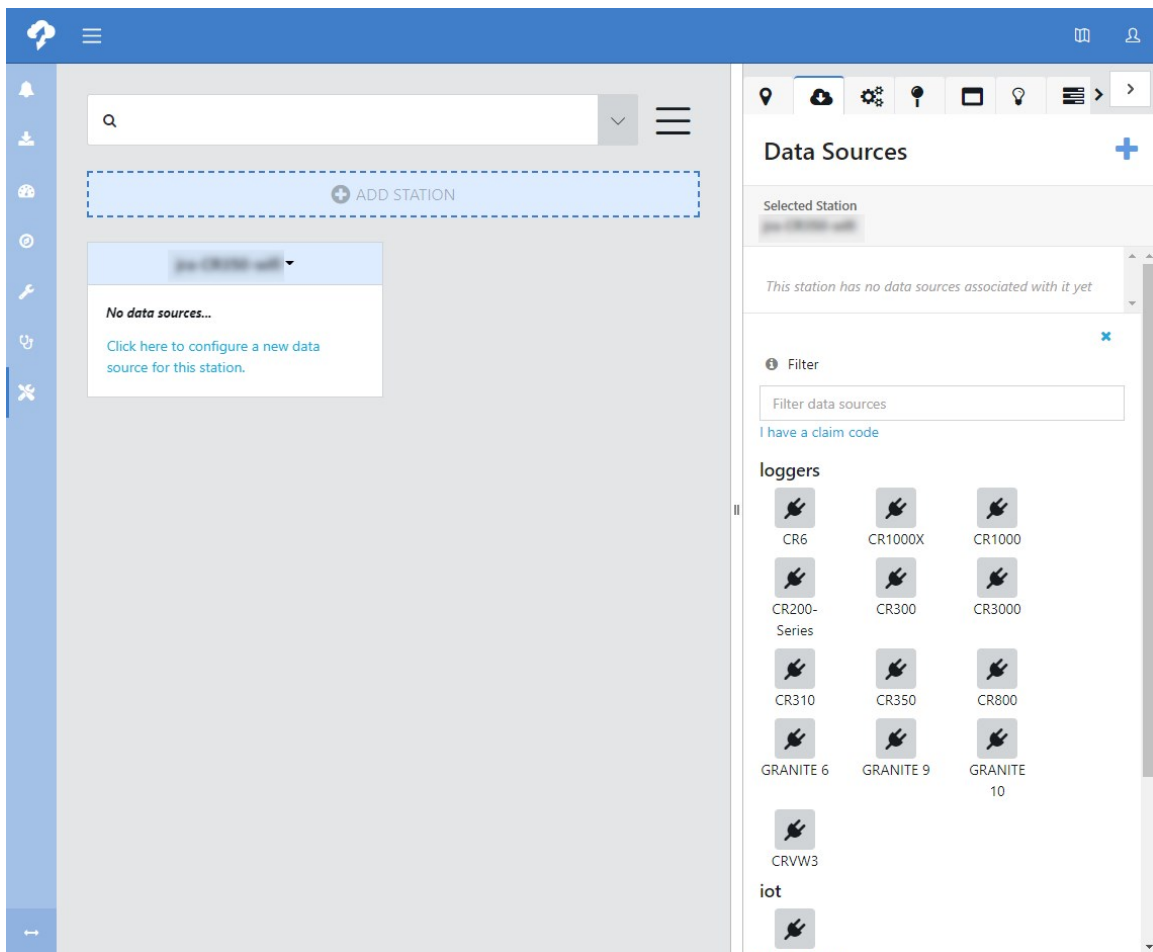 ADD STATION
No data sources...
Click here to configure a new data
source for this station.
Data Sources
Selected Station
This station has no data sources associated with it yet
Filter
Filter data sources
I have a claim code
loggers
CR6 CR1000X CR1000
CR200-
Series CR300 CR3000
CR310 CR350 CR800
GRANITE 6 GRANITE 9 GRANITE
10
CRVW3
iot